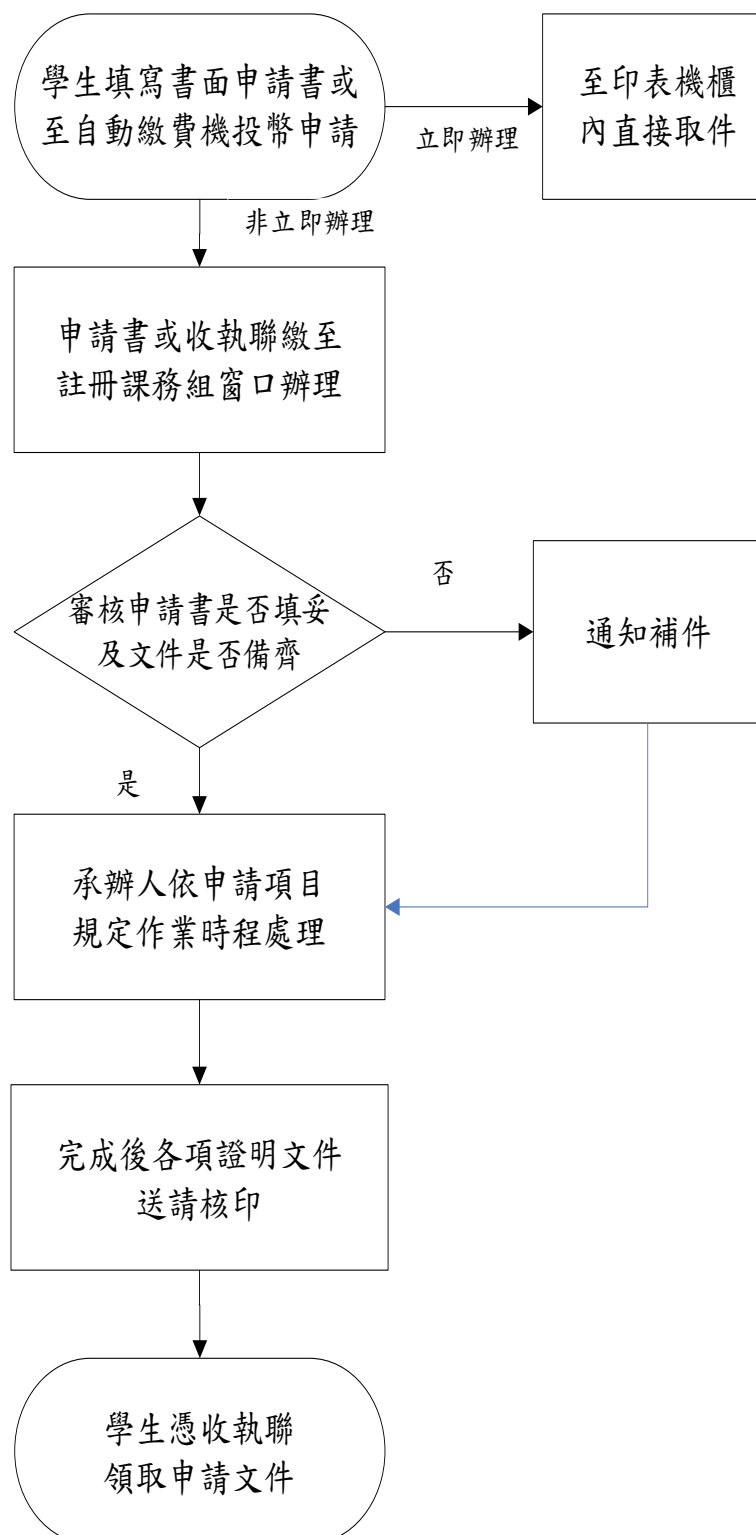 學生填寫書面申請書或
至自動繳費機投幣申請
立即辦理
至印表機櫃
內直接取件
非立即辦理
申請書或收執聯繳至
註冊課務組窗口辦理
審核申請書是否填妥
及文件是否備齊
否
通知補件
是
承辦人依申請項目
規定作業時程處理
完成後各項證明文件
送請核印
學生憑收執聯
領取申請文件